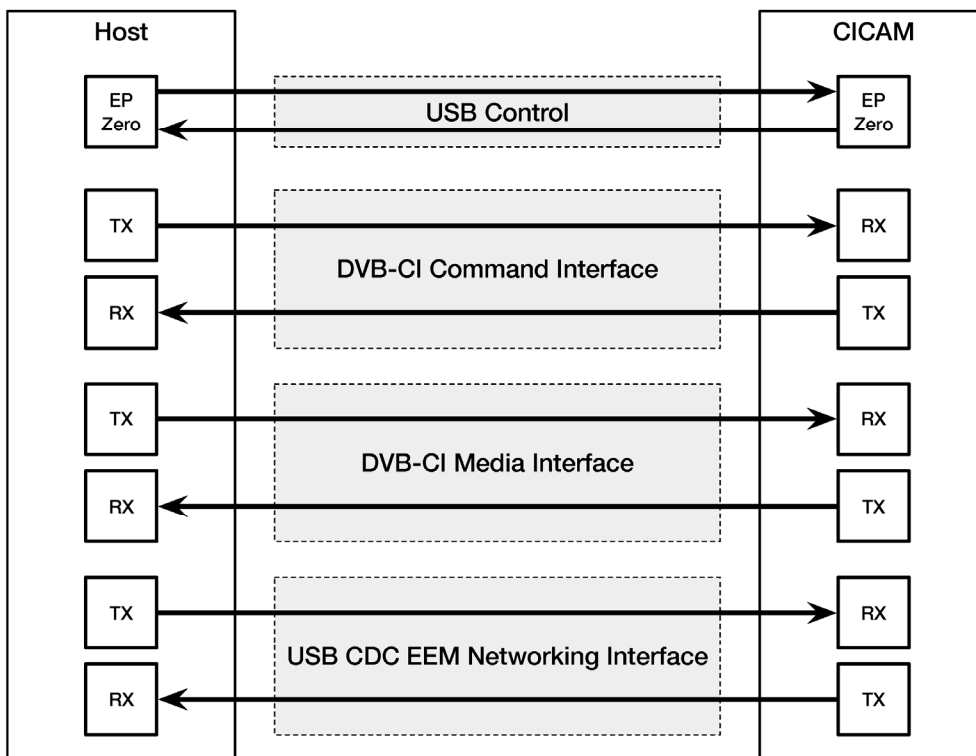 Host
CICAM
EP
Zero
USB Control
EP
Zero
TX
RX
DVB-CI Command Interface
RX
TX
TX
RX
DVB-CI Media Interface
RX
TX
TX
RX
USB CDC EEM Networking Interface
RX
TX